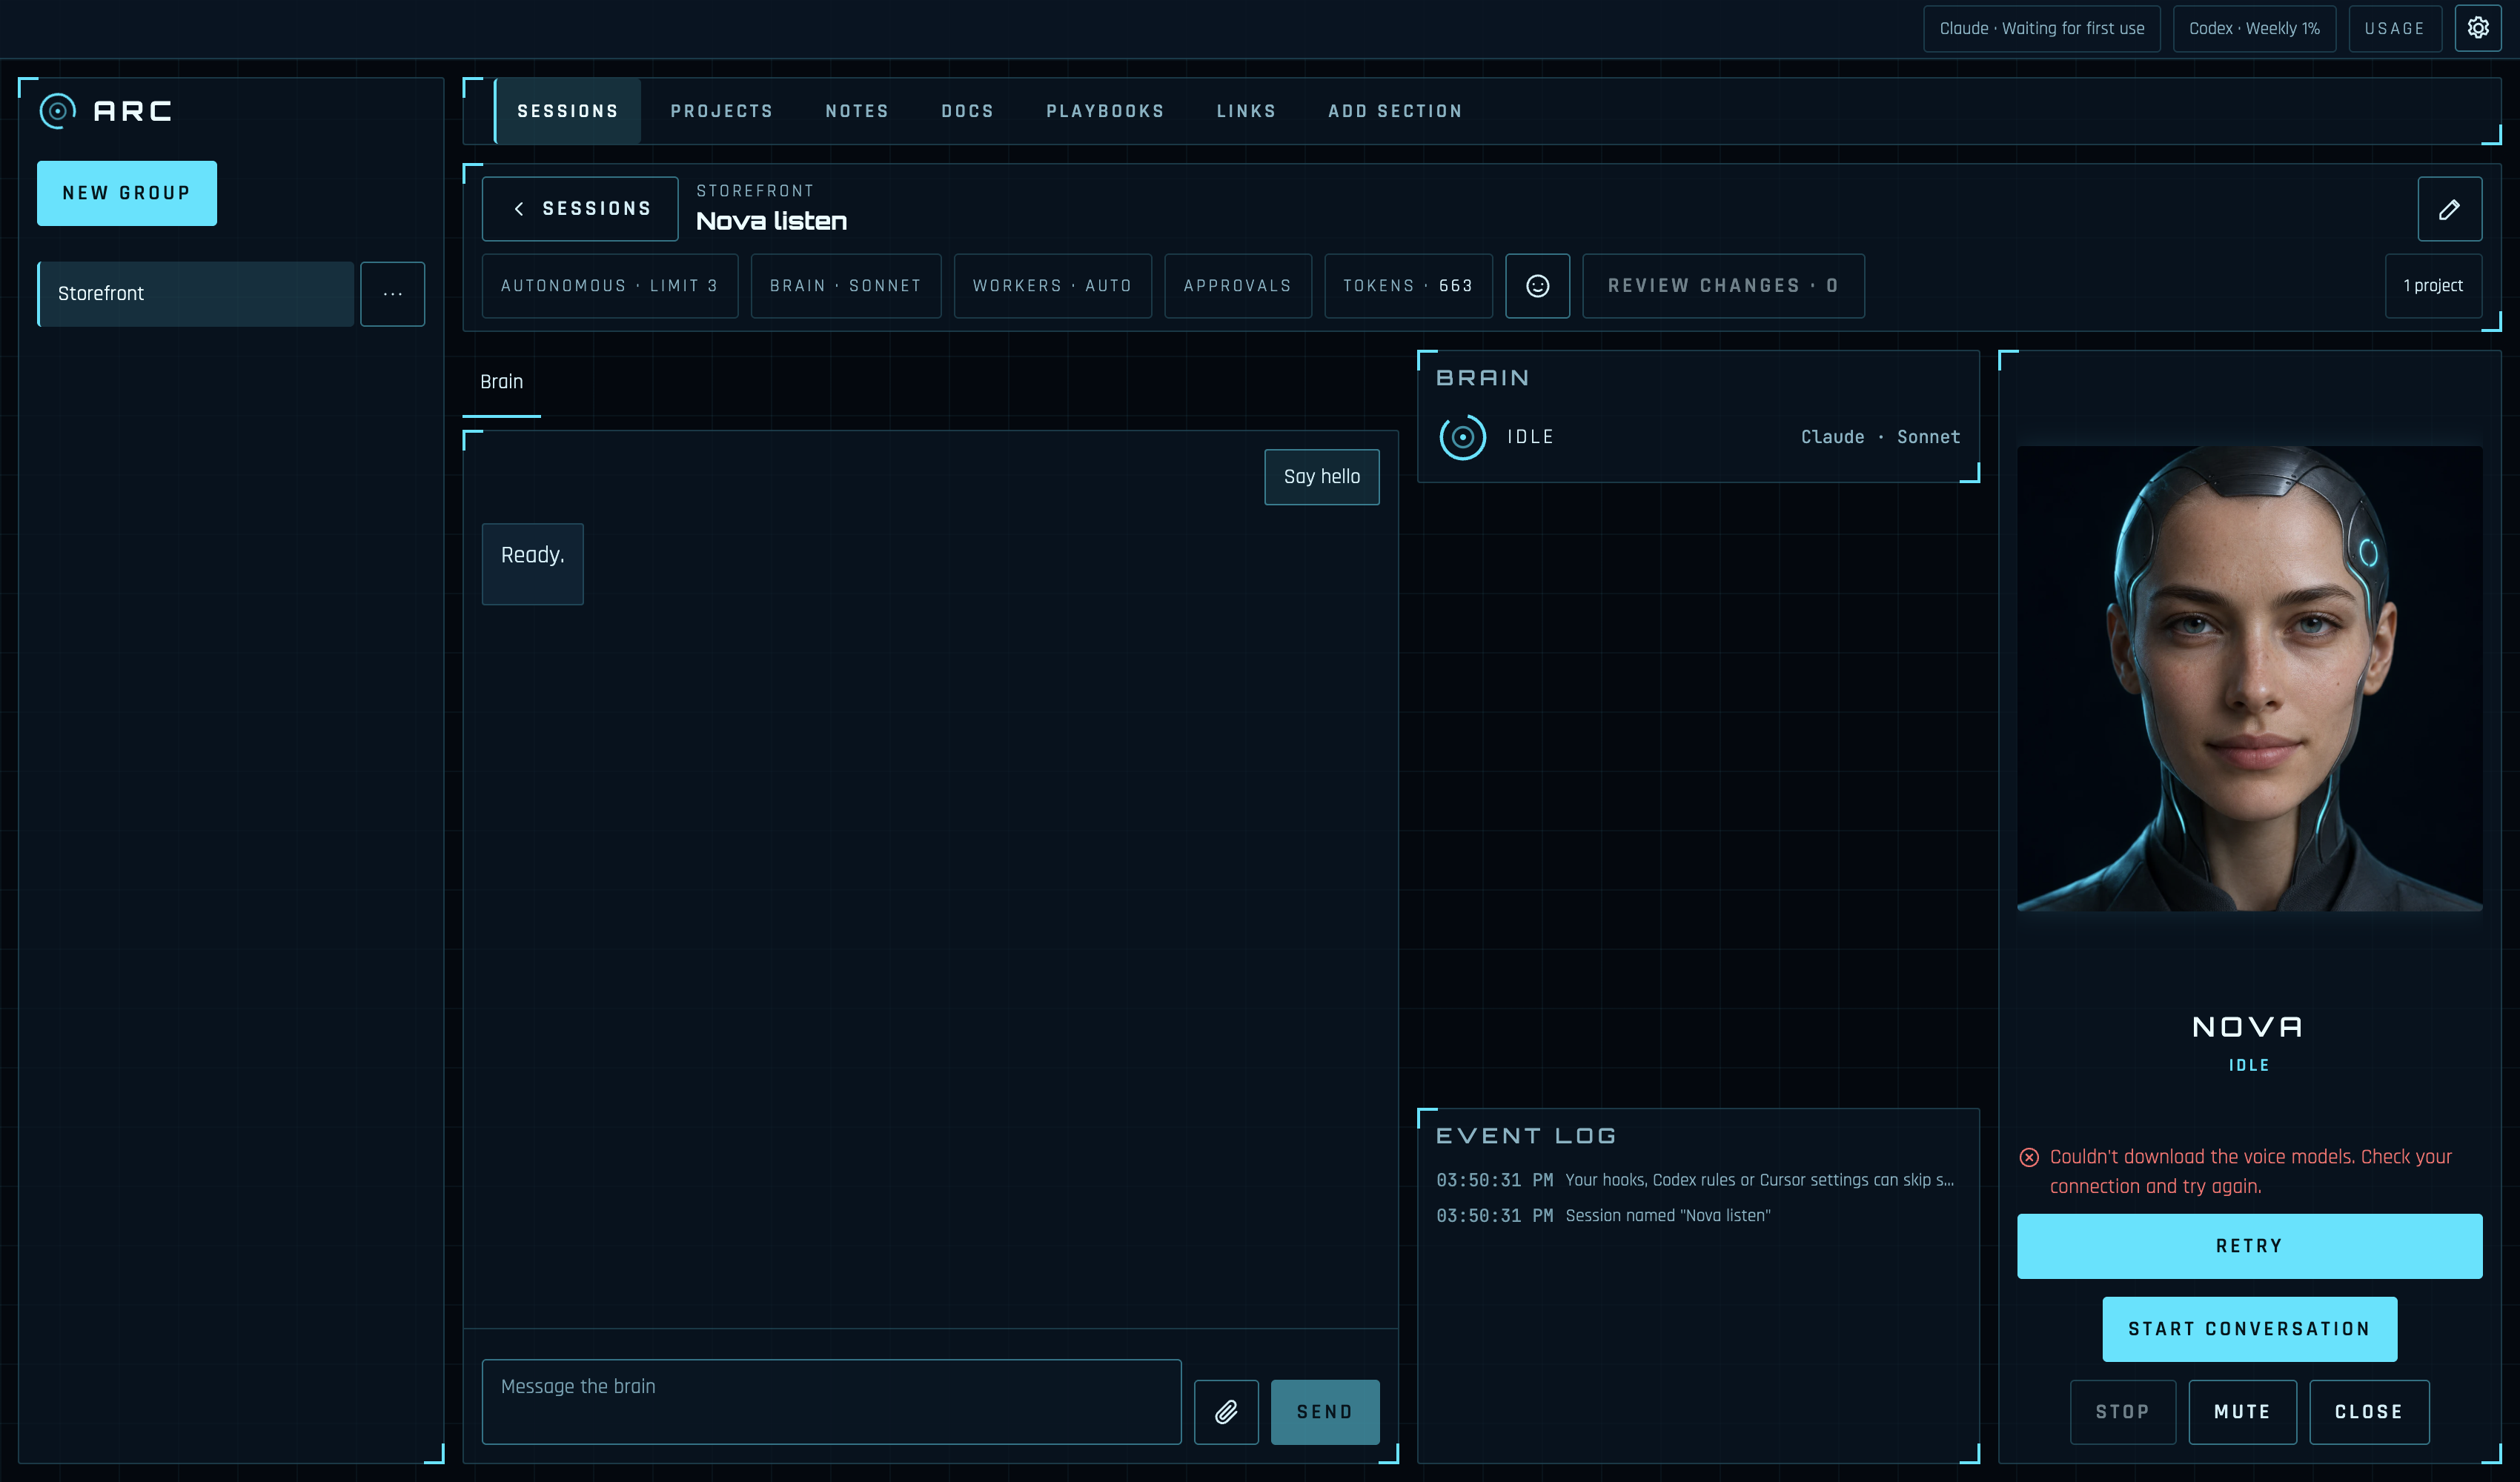 Claude · Waiting for first use
Codex · Weekly 1%
USAGE
ARC
NEW GROUP
Storefront
...
SESSIONS
PROJECTS
NOTES
DOCS
PLAYBOOKS
LINKS
ADD SECTION
SESSIONS
STOREFRONT
Nova listen
AUTONOMOUS · LIMIT 3
BRAIN · SONNET
WORKERS · AUTO
APPROVALS
TOKENS · 663
REVIEW CHANGES · 0
1 project
Brain
Say hello
Ready.
Message the brain
SEND
BRAIN
IDLE
Claude · Sonnet
EVENT LOG
03:50:31 PM Your hooks, Codex rules or Cursor settings can skip s...
03:50:31 PM Session named "Nova listen"
NOVA
IDLE
Couldn't download the voice models. Check your
connection and try again.
RETRY
START CONVERSATION
STOP
MUTE
CLOSE